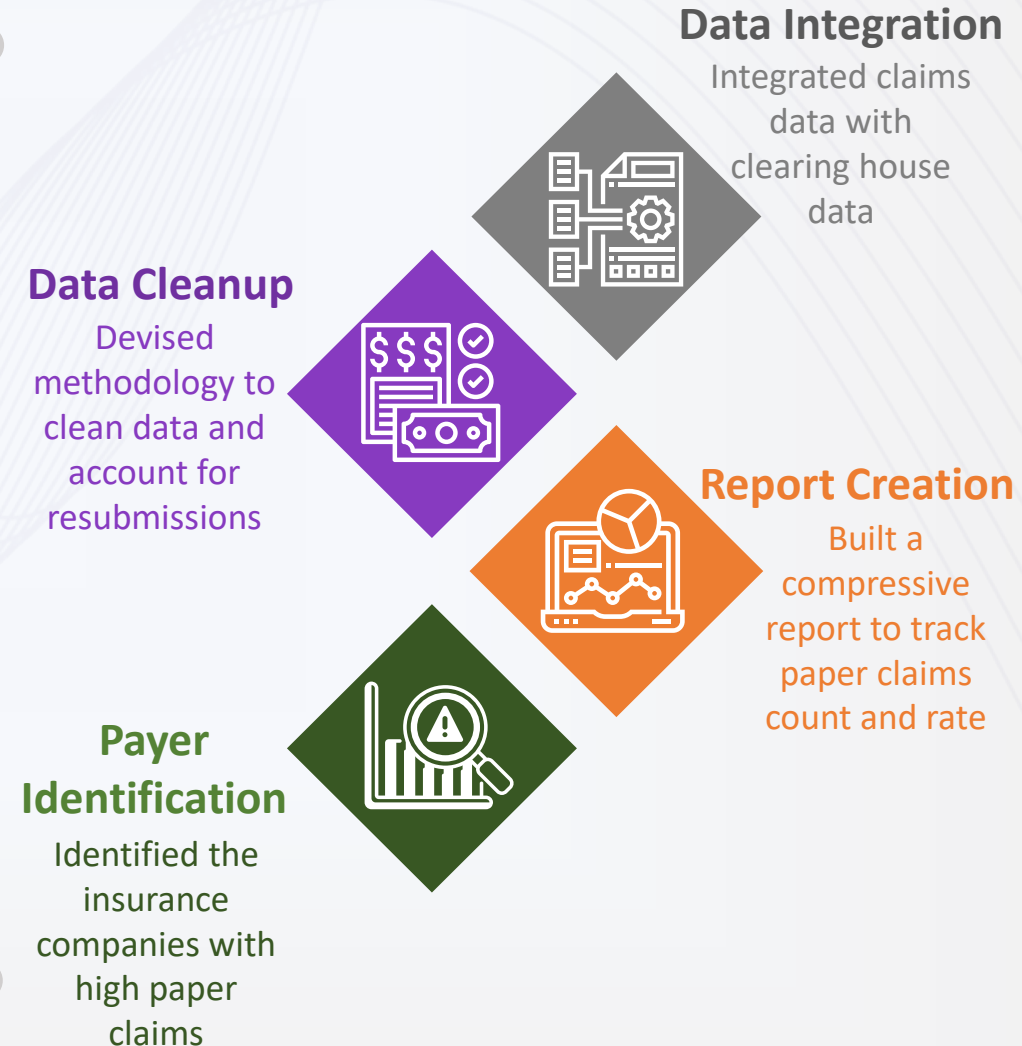 Data Integration
Integrated claims
data with
clearing house
data
Data Cleanup
Devised
methodology to
clean data and
account for
resubmissions
$ $ $
Report Creation
Built a
compressive
report to track
paper claims
count and rate
Payer
Identification
Identified the
insurance
companies with
high paper
claims